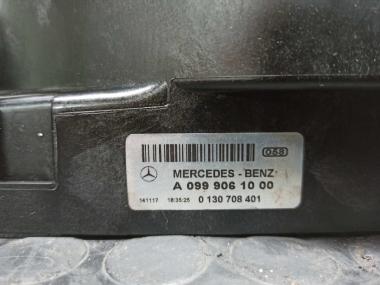 058
MERCEDES - BENZ
A 099 906 10 00
141117 18:35:25 0 130 708 401